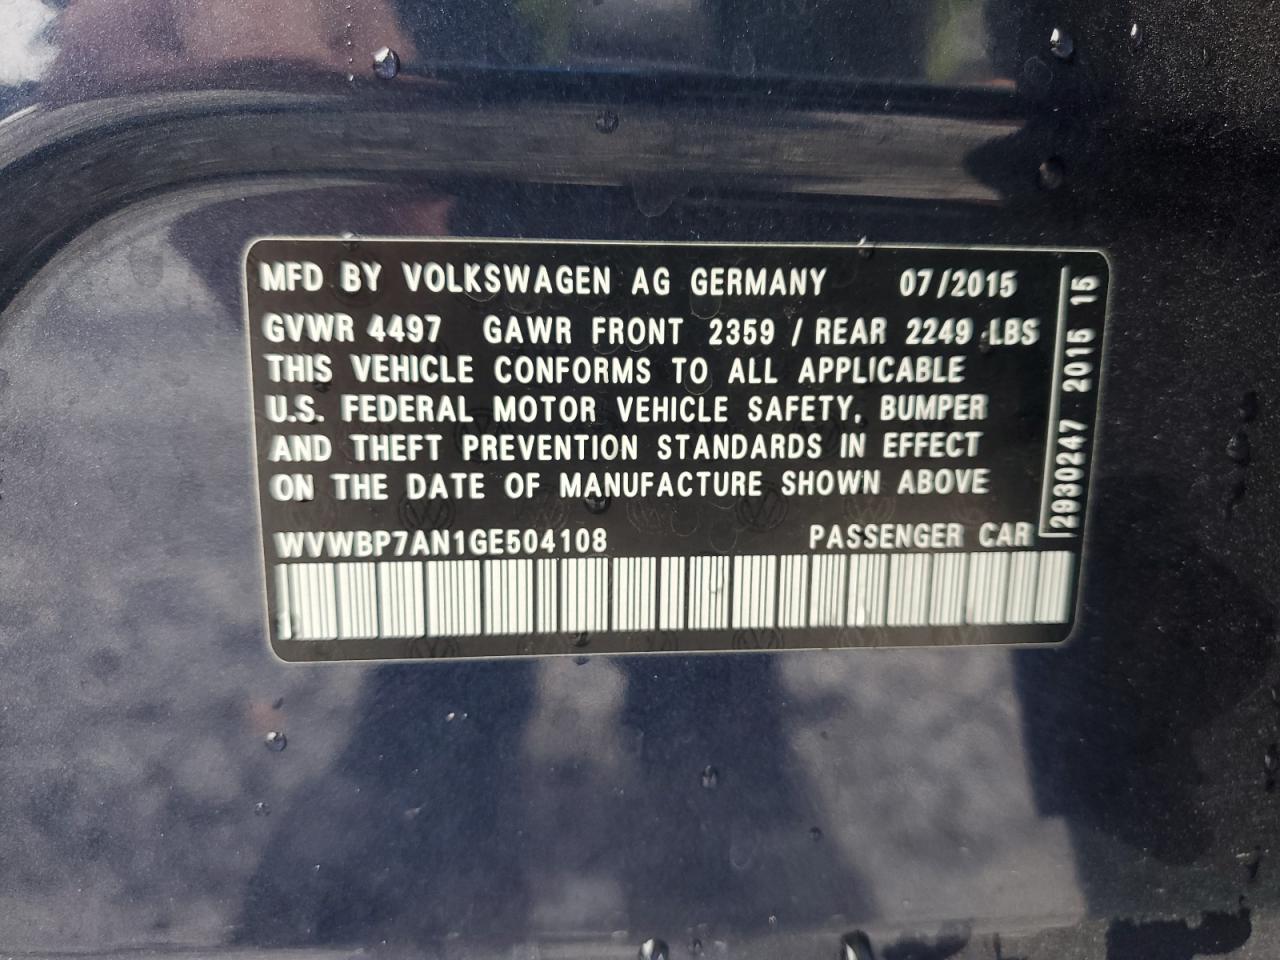 MFD BY VOLKSWAGEN AG GERMANY 07/2015
GVWR 4497 GAWR FRONT 2359 / REAR 2249 LBS
THIS VEHICLE CONFORMS TO ALL APPLICABLE
U.S. FEDERAL MOTOR VEHICLE SAFETY, BUMPER
AND THEFT PREVENTION STANDARDS IN EFFECT
ON THE DATE OF MANUFACTURE SHOWN ABOVE
WVWBP7AN1GE504108 PASSENGER CAR
2930247 2015 15